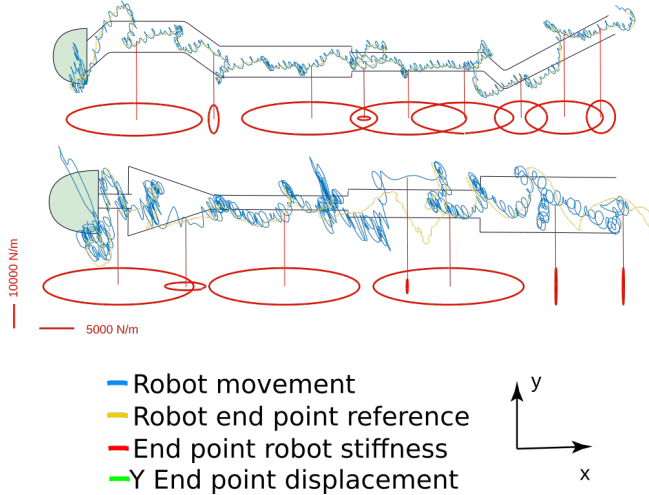 10000 N/m
5000 N/m
Robot movement
Robot end point reference
End point robot stiffness
Y End point displacement
y
x